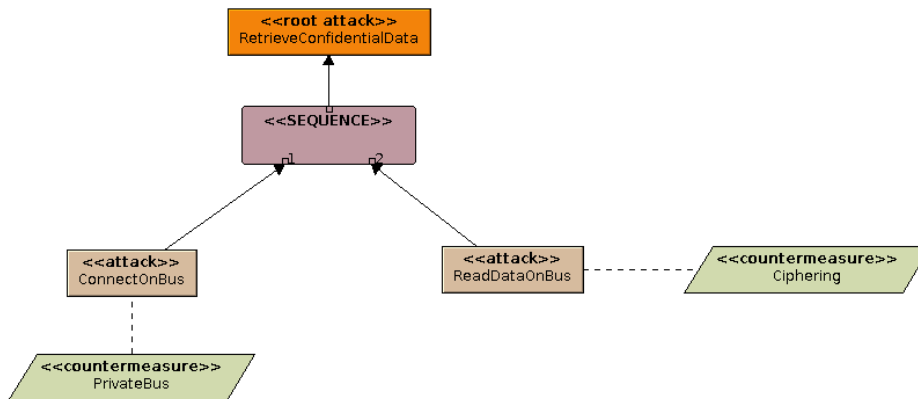 <<root attack>>
RetrieveConfidentialData
<<SEQUENCE>>
1
2
<<attack>>
ConnectOnBus
<<attack>>
ReadDataOnBus
<<countermeasure>>
Ciphering
<<countermeasure>>
PrivateBus